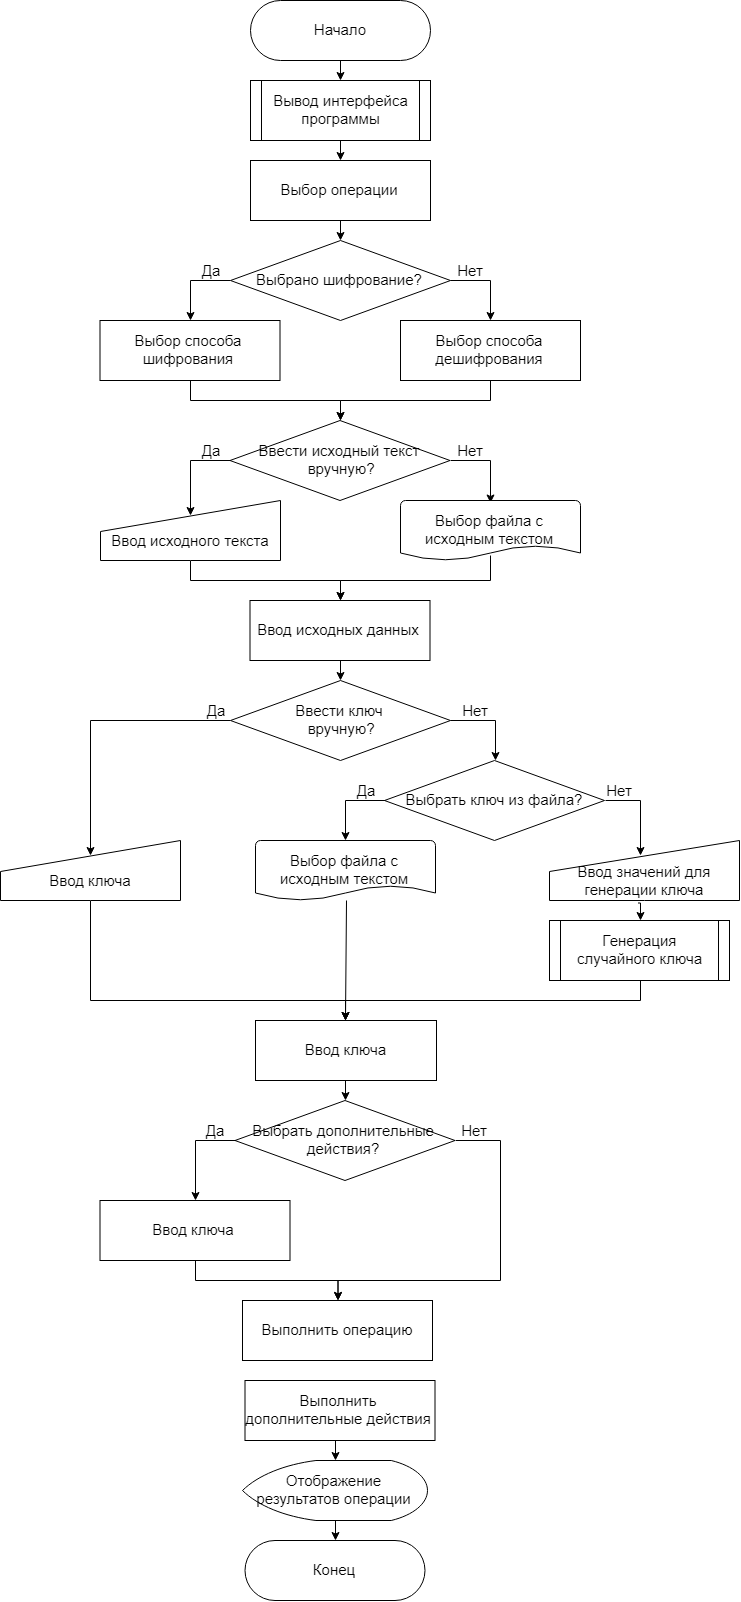 Начало
Вывод интерфейса
программы
Выбор операции
Да
Выбрано шифрование?
Нет
Выбор способа
шифрования
Выбор способа
дешифрования
Да
Ввести исходный текст
вручную?
Нет
Ввод исходного текста
Выбор файла с
исходным текстом
Ввод исходных данных
Да
Ввести ключ
вручную?
Нет
Да
Выбрать ключ из файла?
Нет
Ввод ключа
Выбор файла с
исходным текстом
Ввод значений для
генерации ключа
Генерация
случайного ключа
Ввод ключа
Да
Выбрать дополнительные
действия?
Нет
Ввод ключа
Выполнить операцию
Выполнить
дополнительные действия
Отображение
результатов операции
Конец